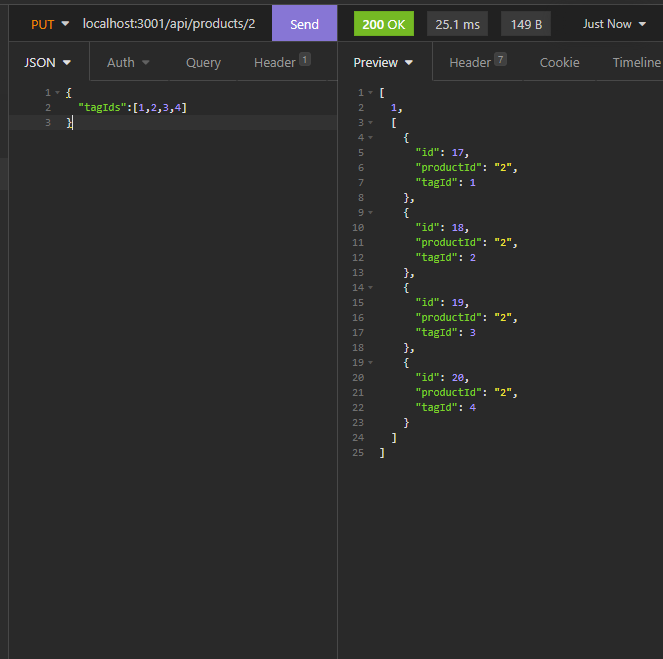 PUT localhost:3001/api/products/2 Send
200 OK 25.1 ms 149 B Just Now
JSON Auth Query Header 1
Preview Header 7 Cookie Timeline
1 {
2 "tagIds":[1,2,3,4]
3 }
1 [
2 1,
3 [
4 {
5 "id": 17,
6 "productId": "2",
7 "tagId": 1
8 },
9 {
10 "id": 18,
11 "productId": "2",
12 "tagId": 2
13 },
14 {
15 "id": 19,
16 "productId": "2",
17 "tagId": 3
18 },
19 {
20 "id": 20,
21 "productId": "2",
22 "tagId": 4
23 }
24 ]
25 ]